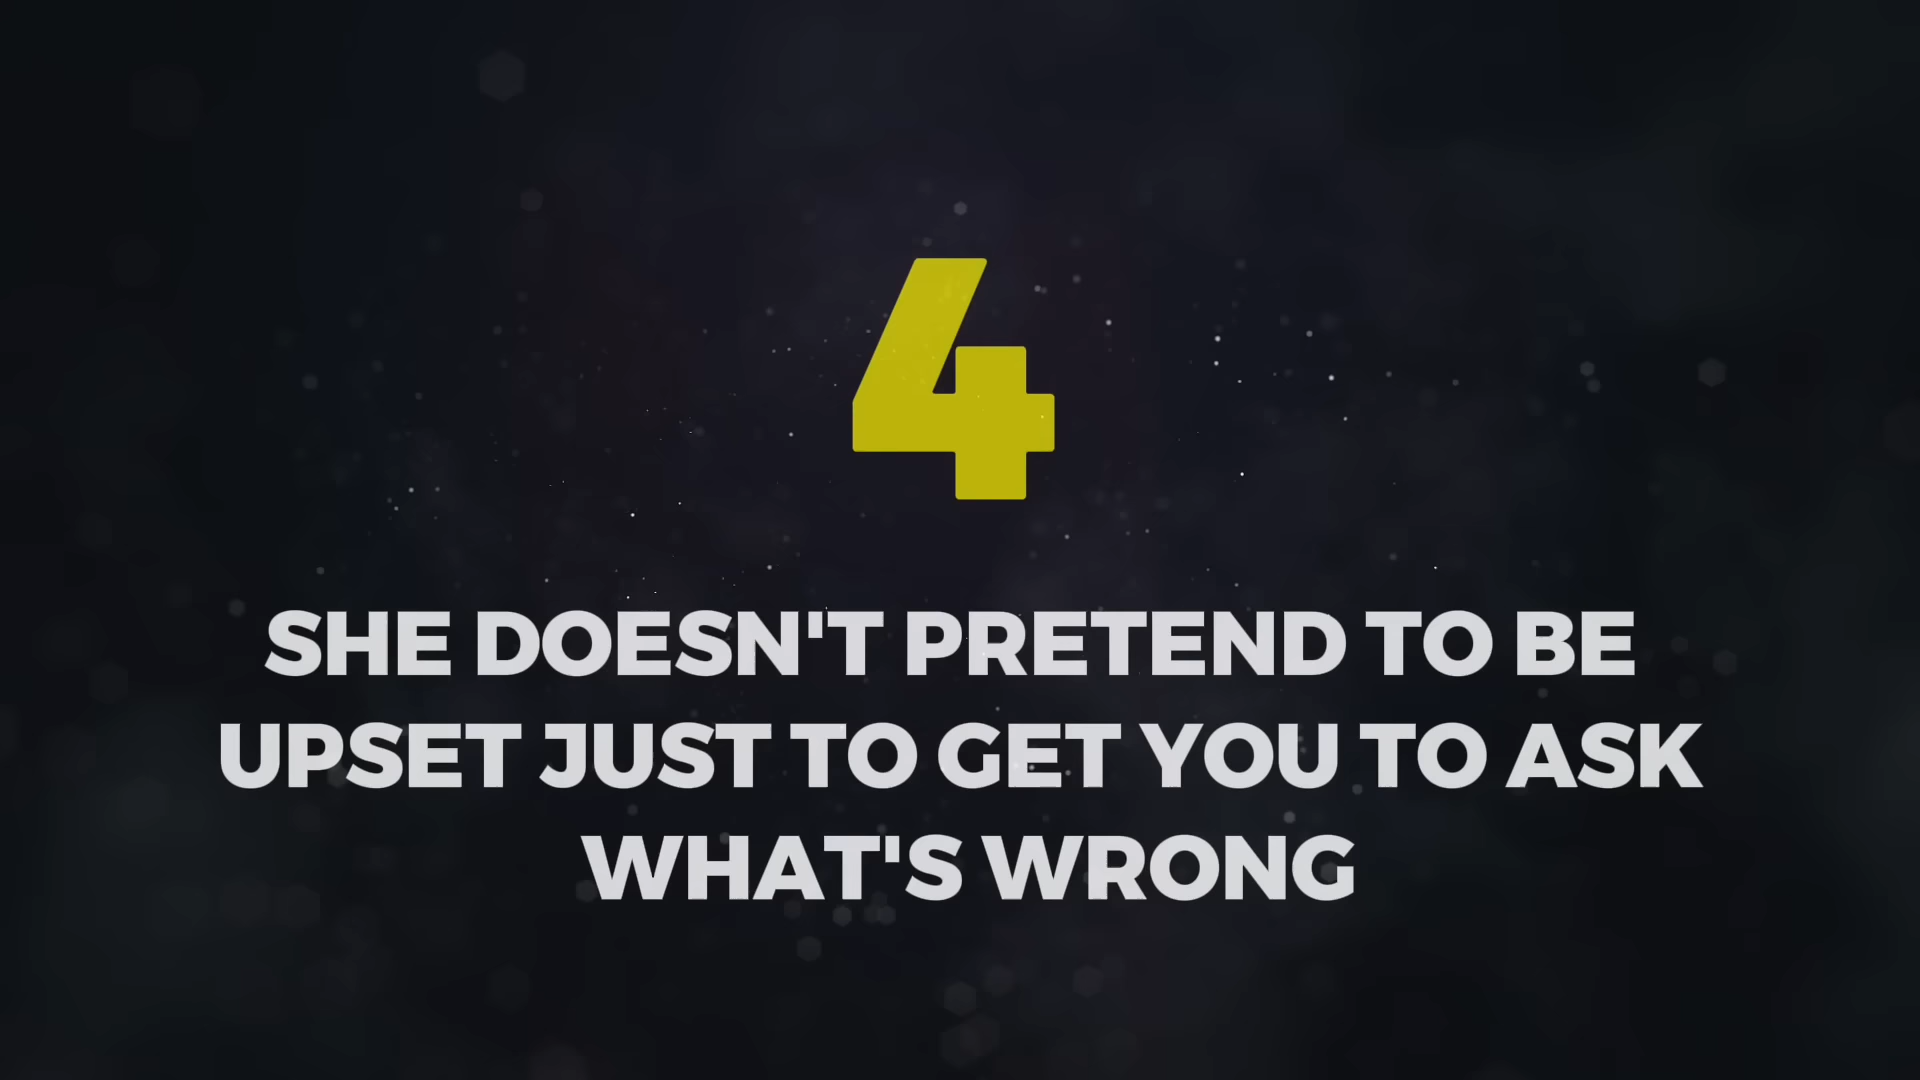 4
SHE DOESN'T PRETEND TO BE
UPSET JUST TO GET YOU TO ASK
WHAT'S WRONG